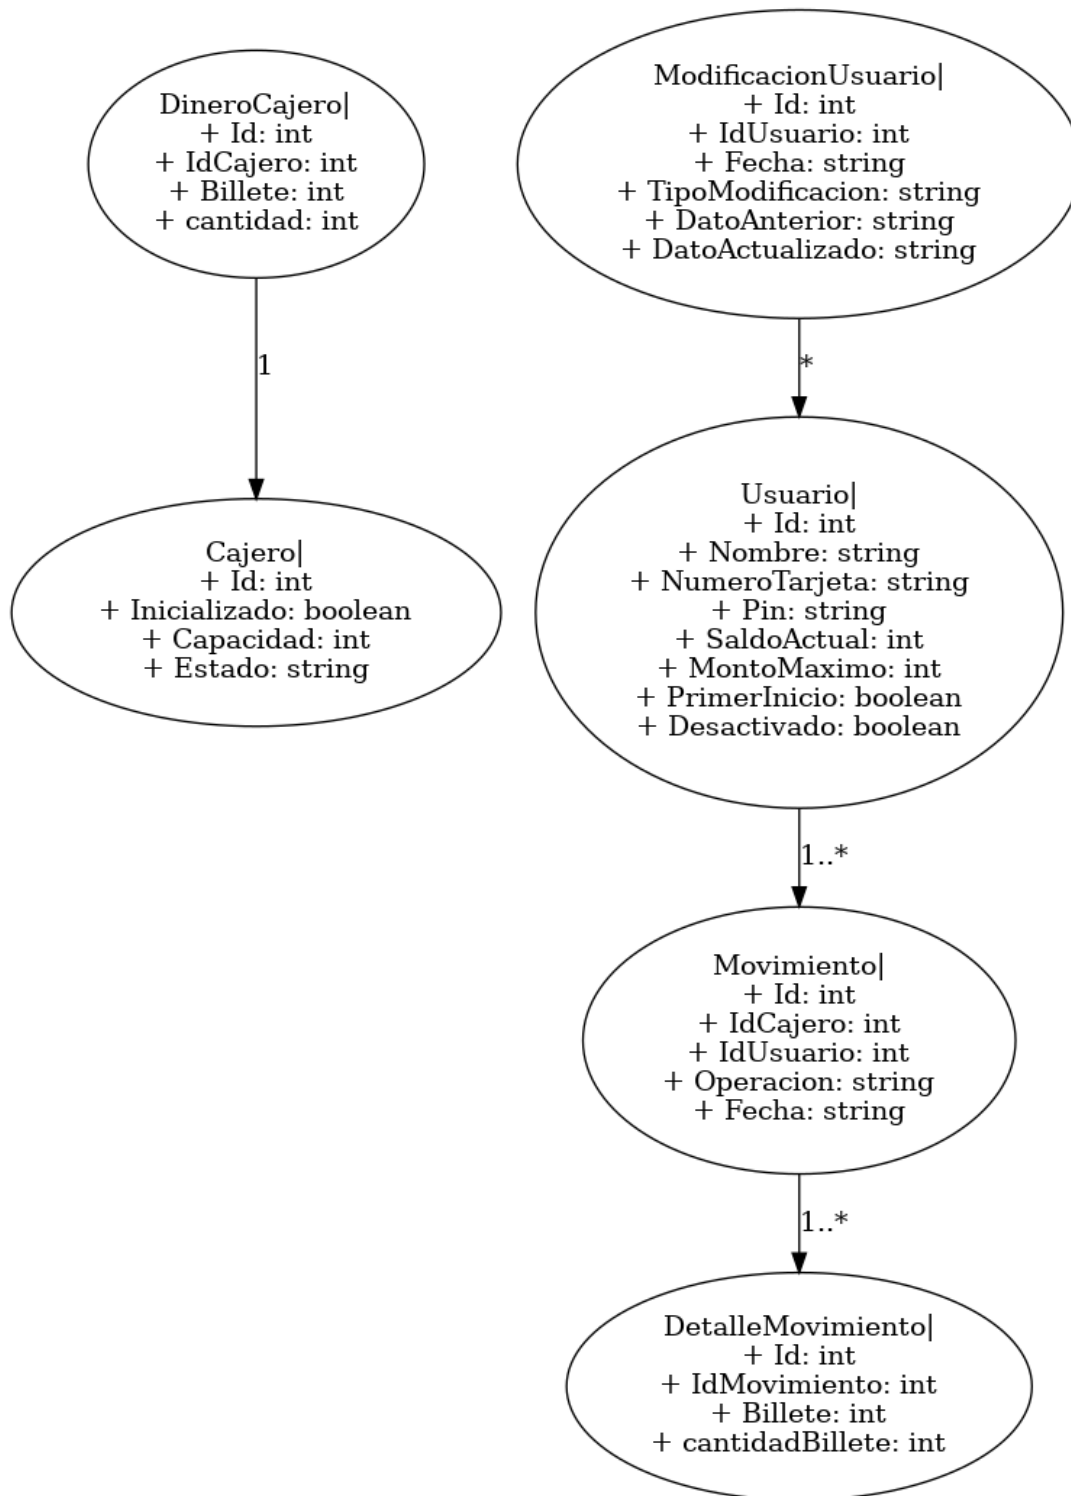 DineroCajero|
+ Id: int
+ IdCajero: int
+ Billete: int
+ cantidad: int
1
Cajero|
+ Id: int
+ Inicializado: boolean
+ Capacidad: int
+ Estado: string
ModificacionUsuario|
+ Id: int
+ IdUsuario: int
+ Fecha: string
+ TipoModificacion: string
+ DatoAnterior: string
+ DatoActualizado: string
*
Usuario|
+ Id: int
+ Nombre: string
+ NumeroTarjeta: string
+ Pin: string
+ SaldoActual: int
+ MontoMaximo: int
+ PrimerInicio: boolean
+ Desactivado: boolean
1..*
Movimiento|
+ Id: int
+ IdCajero: int
+ IdUsuario: int
+ Operacion: string
+ Fecha: string
1..*
DetalleMovimiento|
+ Id: int
+ IdMovimiento: int
+ Billete: int
+ cantidadBillete: int